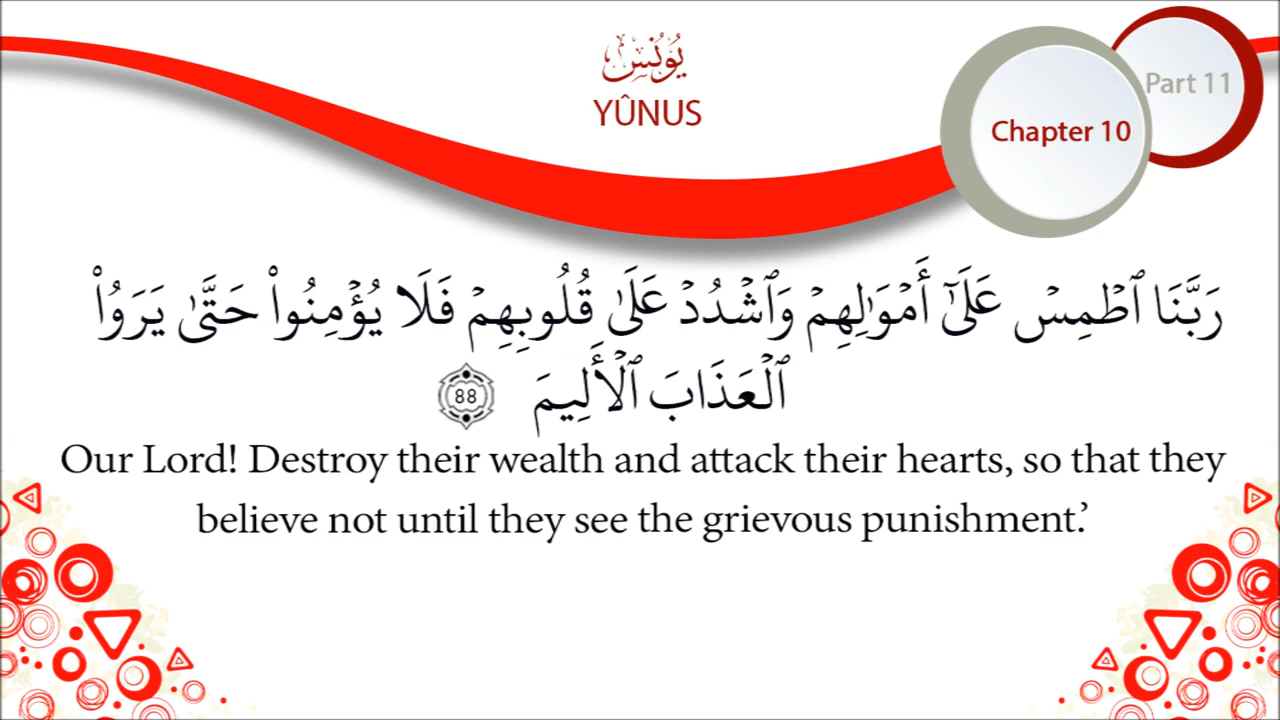 يُونُس
YÛNUS
Part 11
Chapter 10
رَبَّنَا ٱطْمِسْ عَلَىٰٓ أَمْوَٰلِهِمْ وَٱشْدُدْ عَلَىٰ قُلُوبِهِمْ فَلَا يُؤْمِنُوا۟ حَتَّىٰ يَرَوُا۟
ٱلْعَذَابَ ٱلْأَلِيمَ 88
Our Lord! Destroy their wealth and attack their hearts, so that they
believe not until they see the grievous punishment.’